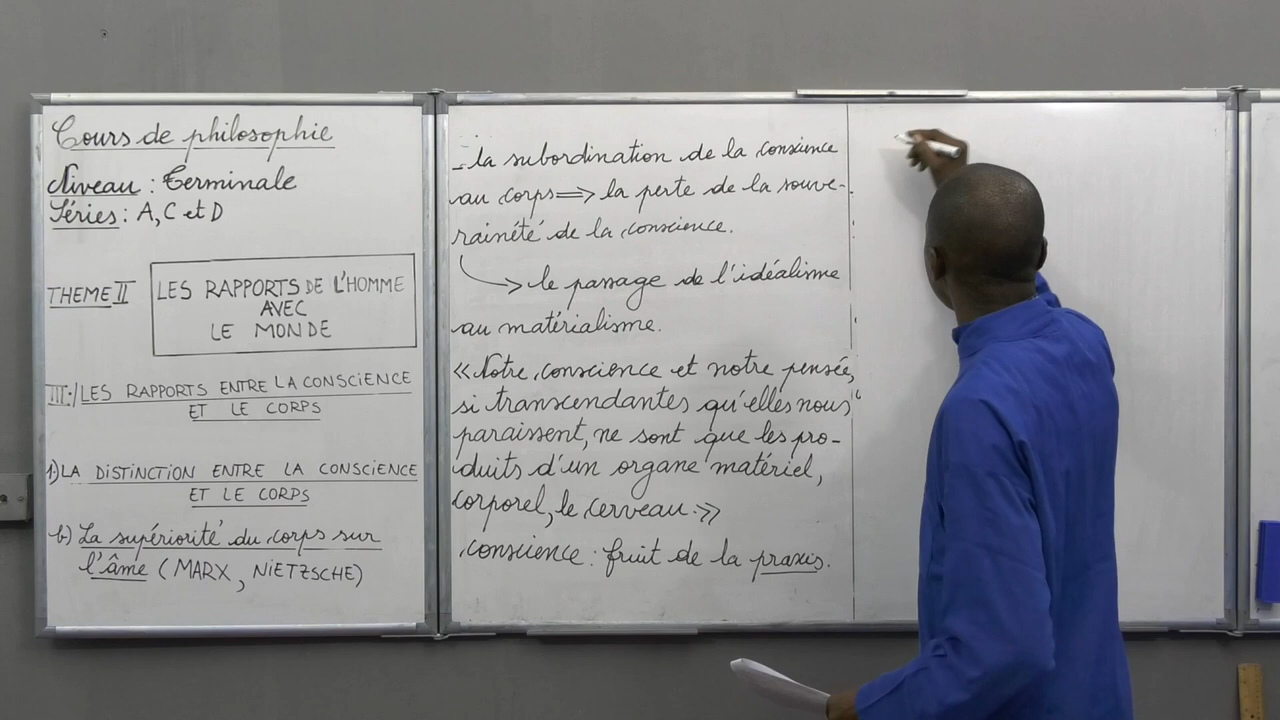 Cours de philosophie
Niveau : Terminale
Séries : A, C et D
THEME II
LES RAPPORTS DE L'HOMME
AVEC
LE MONDE
III:/LES RAPPORTS ENTRE LA CONSCIENCE
ET LE CORPS
1) LA DISTINCTION ENTRE LA CONSCIENCE
ET LE CORPS
b) La supériorité du corps sur
l'âme (MARX, NIETZSCHE)
- la subordination de la conscience
au corps ⟹ la perte de la souve-
raineté de la conscience.
→ le passage de l'idéalisme
au matérialisme.
« Notre conscience et notre pensée,
si transcendantes qu'elles nous
paraissent, ne sont que les pro-
duits d'un organe matériel,
corporel, le cerveau. »
conscience : fruit de la praxis.